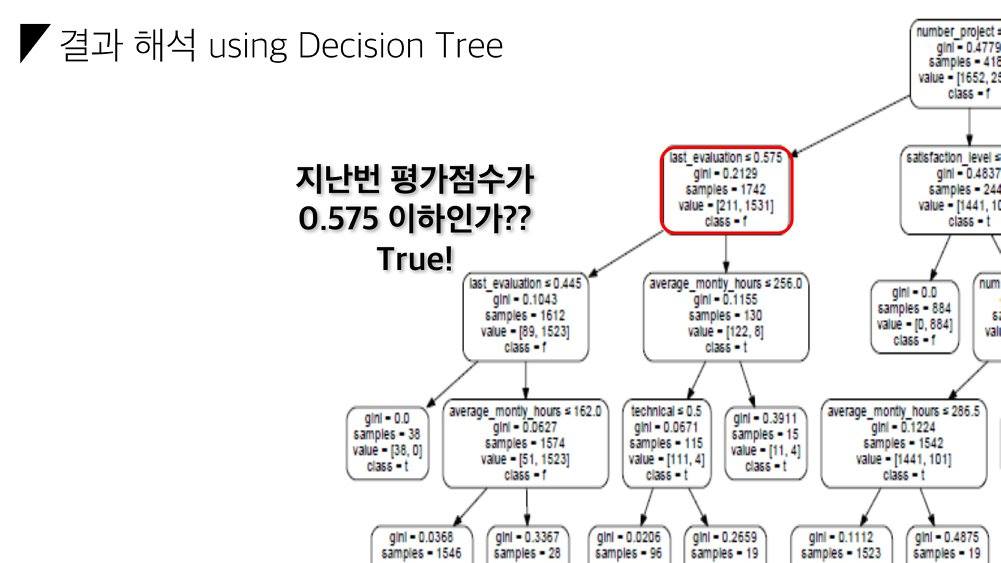 결과 해석 using Decision Tree
number_project ≤
gini = 0.4779
samples = 418
value = [1652, 25
class = f
지난번 평가점수가
0.575 이하인가??
True!
last_evaluation ≤ 0.575
gini = 0.2129
samples = 1742
value = [211, 1531]
class = f
satisfaction_level ≤
gini = 0.4837
samples = 244
value = [1441, 10
class = t
last_evaluation ≤ 0.445
gini = 0.1043
samples = 1612
value = [89, 1523]
class = f
average_montly_hours ≤ 256.0
gini = 0.1155
samples = 130
value = [122, 8]
class = t
gini = 0.0
samples = 884
value = [0, 884]
class = f
num
gini = 0.0
samples = 38
value = [38, 0]
class = t
average_montly_hours ≤ 162.0
gini = 0.0627
samples = 1574
value = [51, 1523]
class = f
technical ≤ 0.5
gini = 0.0671
samples = 115
value = [111, 4]
class = t
gini = 0.3911
samples = 15
value = [11, 4]
class = t
average_montly_hours ≤ 286.5
gini = 0.1224
samples = 1542
value = [1441, 101]
class = t
gini = 0.0368
samples = 1546
gini = 0.3367
samples = 28
gini = 0.0206
samples = 96
gini = 0.2659
samples = 19
gini = 0.1112
samples = 1523
gini = 0.4875
samples = 19